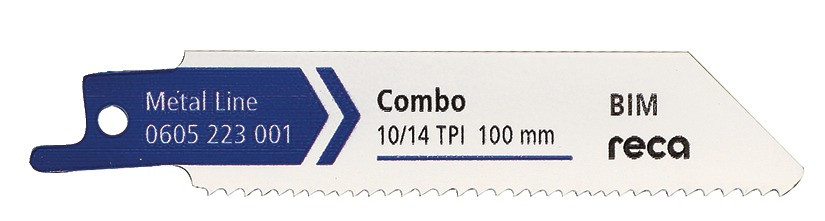 Metal Line
0605 223 001
Combo
10/14 TPI 100 mm
BIM
reca